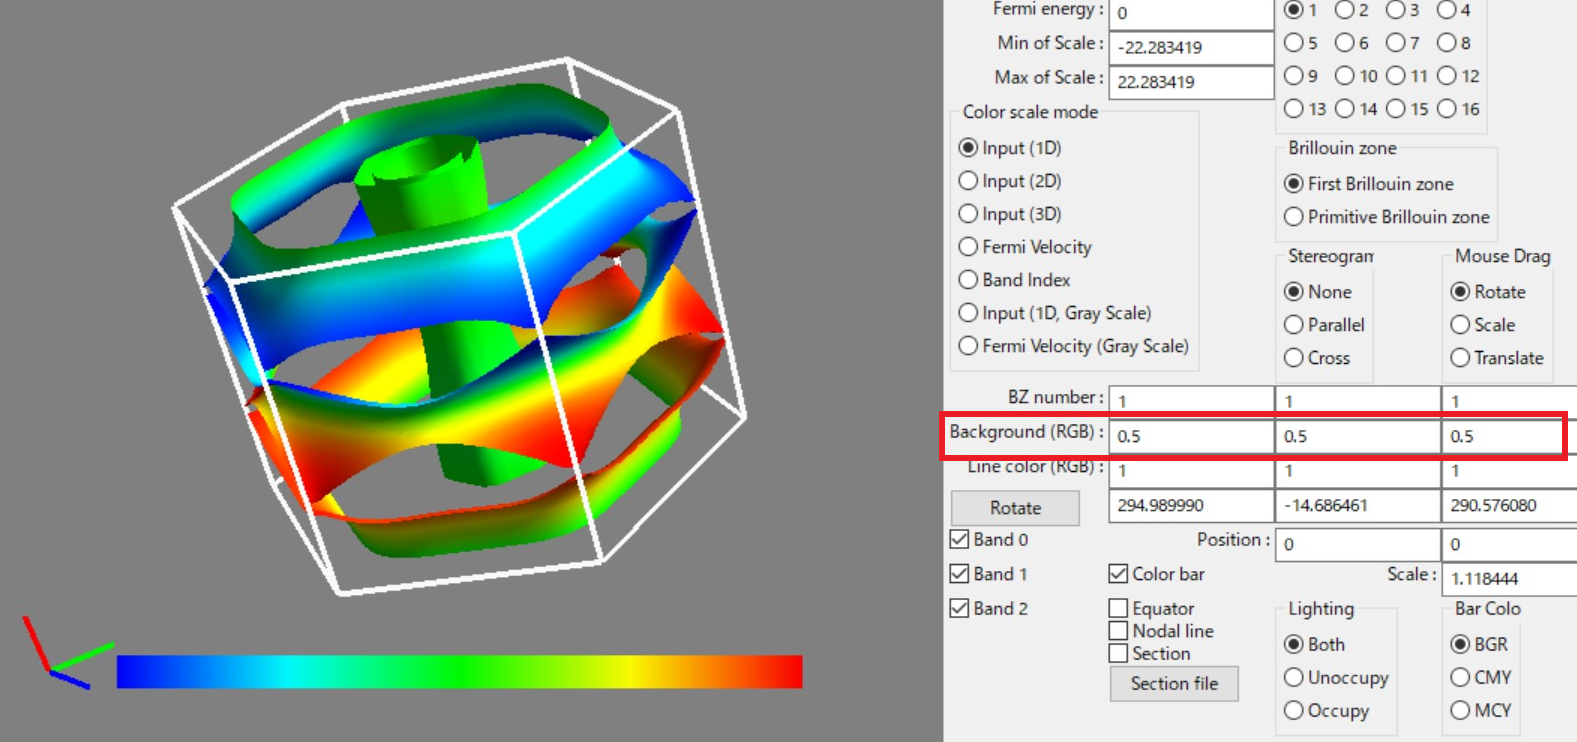 Fermi energy : 0
1 2 3 4
Min of Scale : -22.283419
5 6 7 8
Max of Scale : 22.283419
9 10 11 12
13 14 15 16
Color scale mode
Input (1D)
Input (2D)
Input (3D)
Fermi Velocity
Band Index
Input (1D, Gray Scale)
Fermi Velocity (Gray Scale)
Brillouin zone
First Brillouin zone
Primitive Brillouin zone
Stereogram
None
Parallel
Cross
Mouse Drag
Rotate
Scale
Translate
BZ number : 1 1 1
Background (RGB) : 0.5 0.5 0.5
Line color (RGB) : 1 1 1
Rotate 294.989990 -14.686461 290.576080
Band 0
Position : 0 0
Band 1
Color bar
Scale : 1.118444
Band 2
Equator
Nodal line
Section
Section file
Lighting
Both
Unoccupy
Occupy
Bar Colo
BGR
CMY
MCY